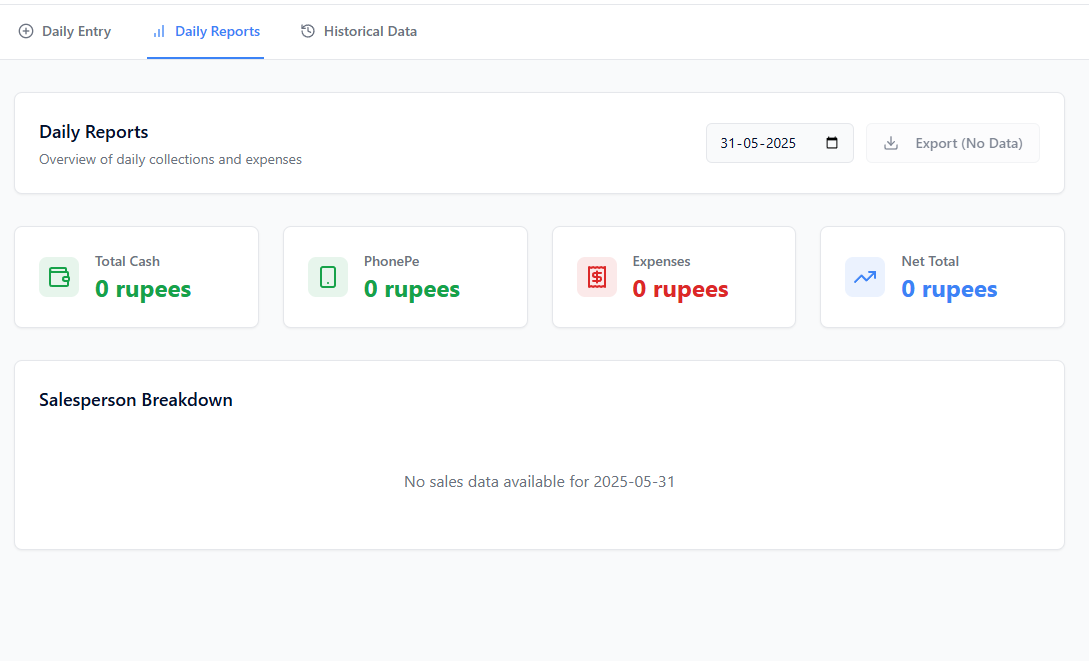 Daily Entry Daily Reports Historical Data
Daily Reports
Overview of daily collections and expenses
31-05-2025 Export (No Data)
Total Cash
0 rupees
PhonePe
0 rupees
Expenses
0 rupees
Net Total
0 rupees
Salesperson Breakdown
No sales data available for 2025-05-31